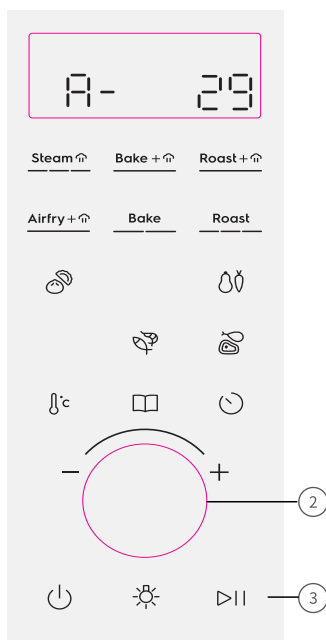 A- 29
Steam Bake + Roast +
Airfry + Bake Roast
°c
- +
2
3